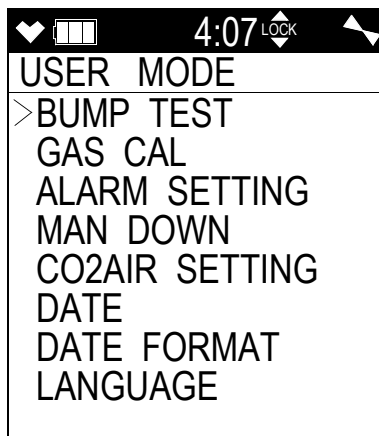 4:07 LOCK
USER MODE
>BUMP TEST
GAS CAL
ALARM SETTING
MAN DOWN
CO2AIR SETTING
DATE
DATE FORMAT
LANGUAGE